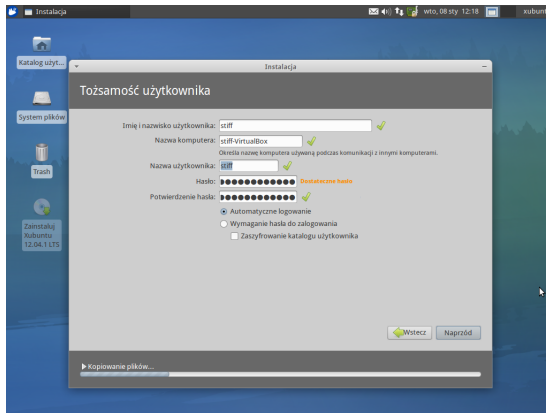 Instalacja
wto, 08 sty 12:18
xubunt
Katalog użyt...
System plików
Trash
Zainstaluj
Xubuntu
12.04.1 LTS
Instalacja
Tożsamość użytkownika
Imię i nazwisko użytkownika: stiff
Nazwa komputera: stiff-VirtualBox
Określa nazwę komputera używaną podczas komunikacji z innymi komputerami.
Nazwa użytkownika: stiff
Hasło: Dostateczne hasło
Potwierdzenie hasła:
Automatyczne logowanie
Wymaganie hasła do zalogowania
Zaszyfrowanie katalogu użytkownika
Wstecz Naprzód
Kopiowanie plików...